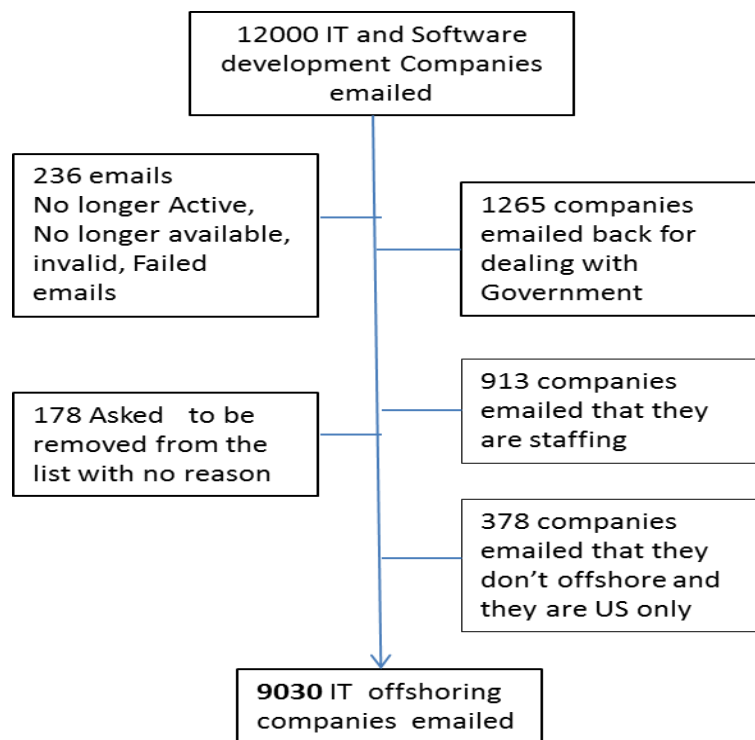 12000 IT and Software
development Companies
emailed
236 emails
No longer Active,
No longer available,
invalid, Failed
emails
1265 companies
emailed back for
dealing with
Government
178 Asked to be
removed from the
list with no reason
913 companies
emailed that they
are staffing
378 companies
emailed that they
don’t offshore and
they are US only
9030 IT offshoring
companies emailed